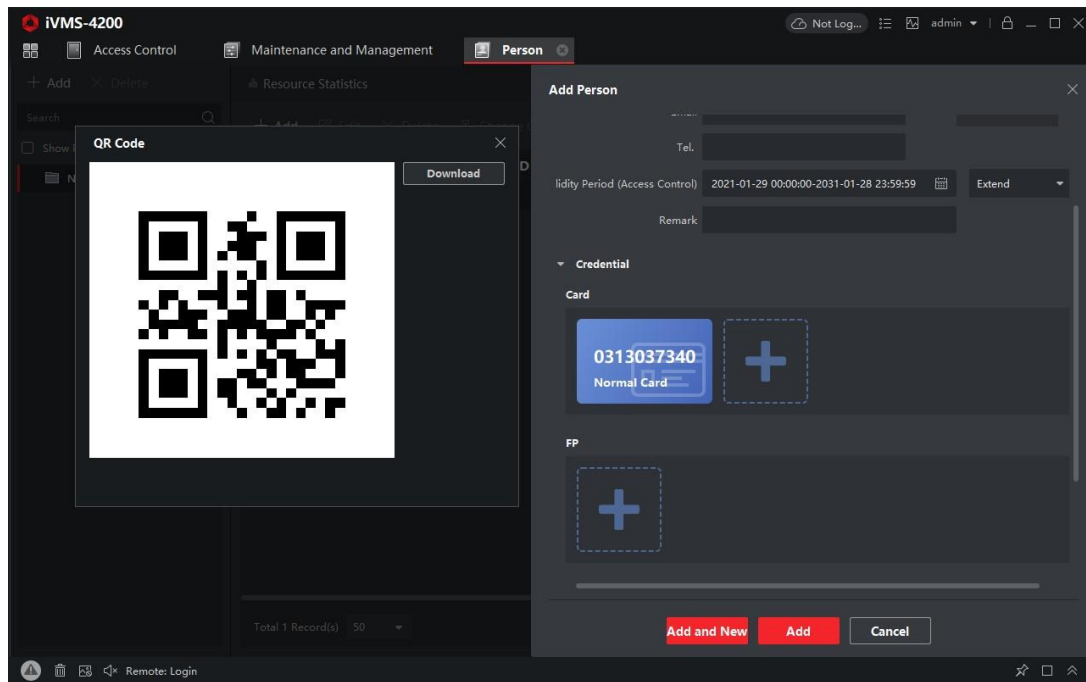 iVMS-4200
Not Log...
admin
Access Control
Maintenance and Management
Person
Add
Delete
Resource Statistics
Search
Add
Show
N
QR Code
Download
D
Add Person
Email
Tel.
lidity Period (Access Control)
2021-01-29 00:00:00-2031-01-28 23:59:59
Extend
Remark
Credential
Card
0313037340
Normal Card
FP
Total 1 Record(s)
50
Add and New
Add
Cancel
Remote: Login